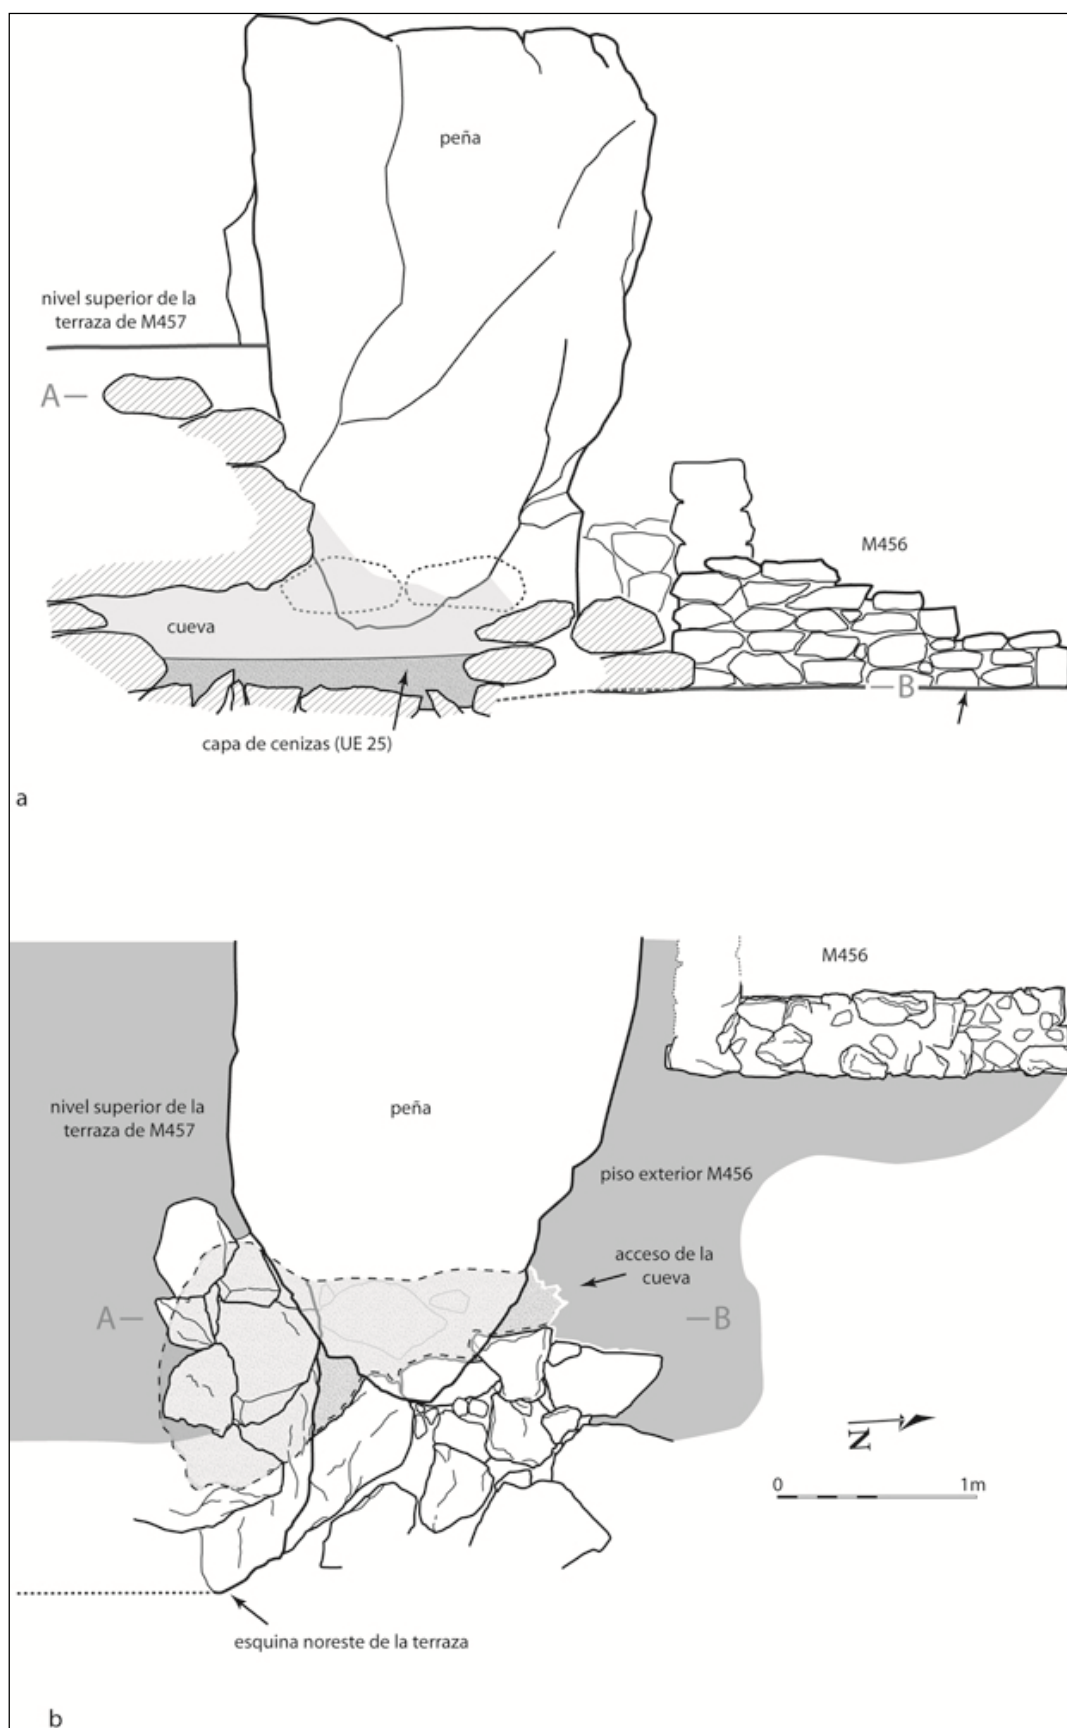 peña
nivel superior de la
terraza de M457
A
M456
cueva
B
capa de cenizas (UE 25)
a
M456
nivel superior de la
terraza de M457
peña
piso exterior M456
acceso de la
cueva
A
B
N
0 1m
esquina noreste de la terraza
b